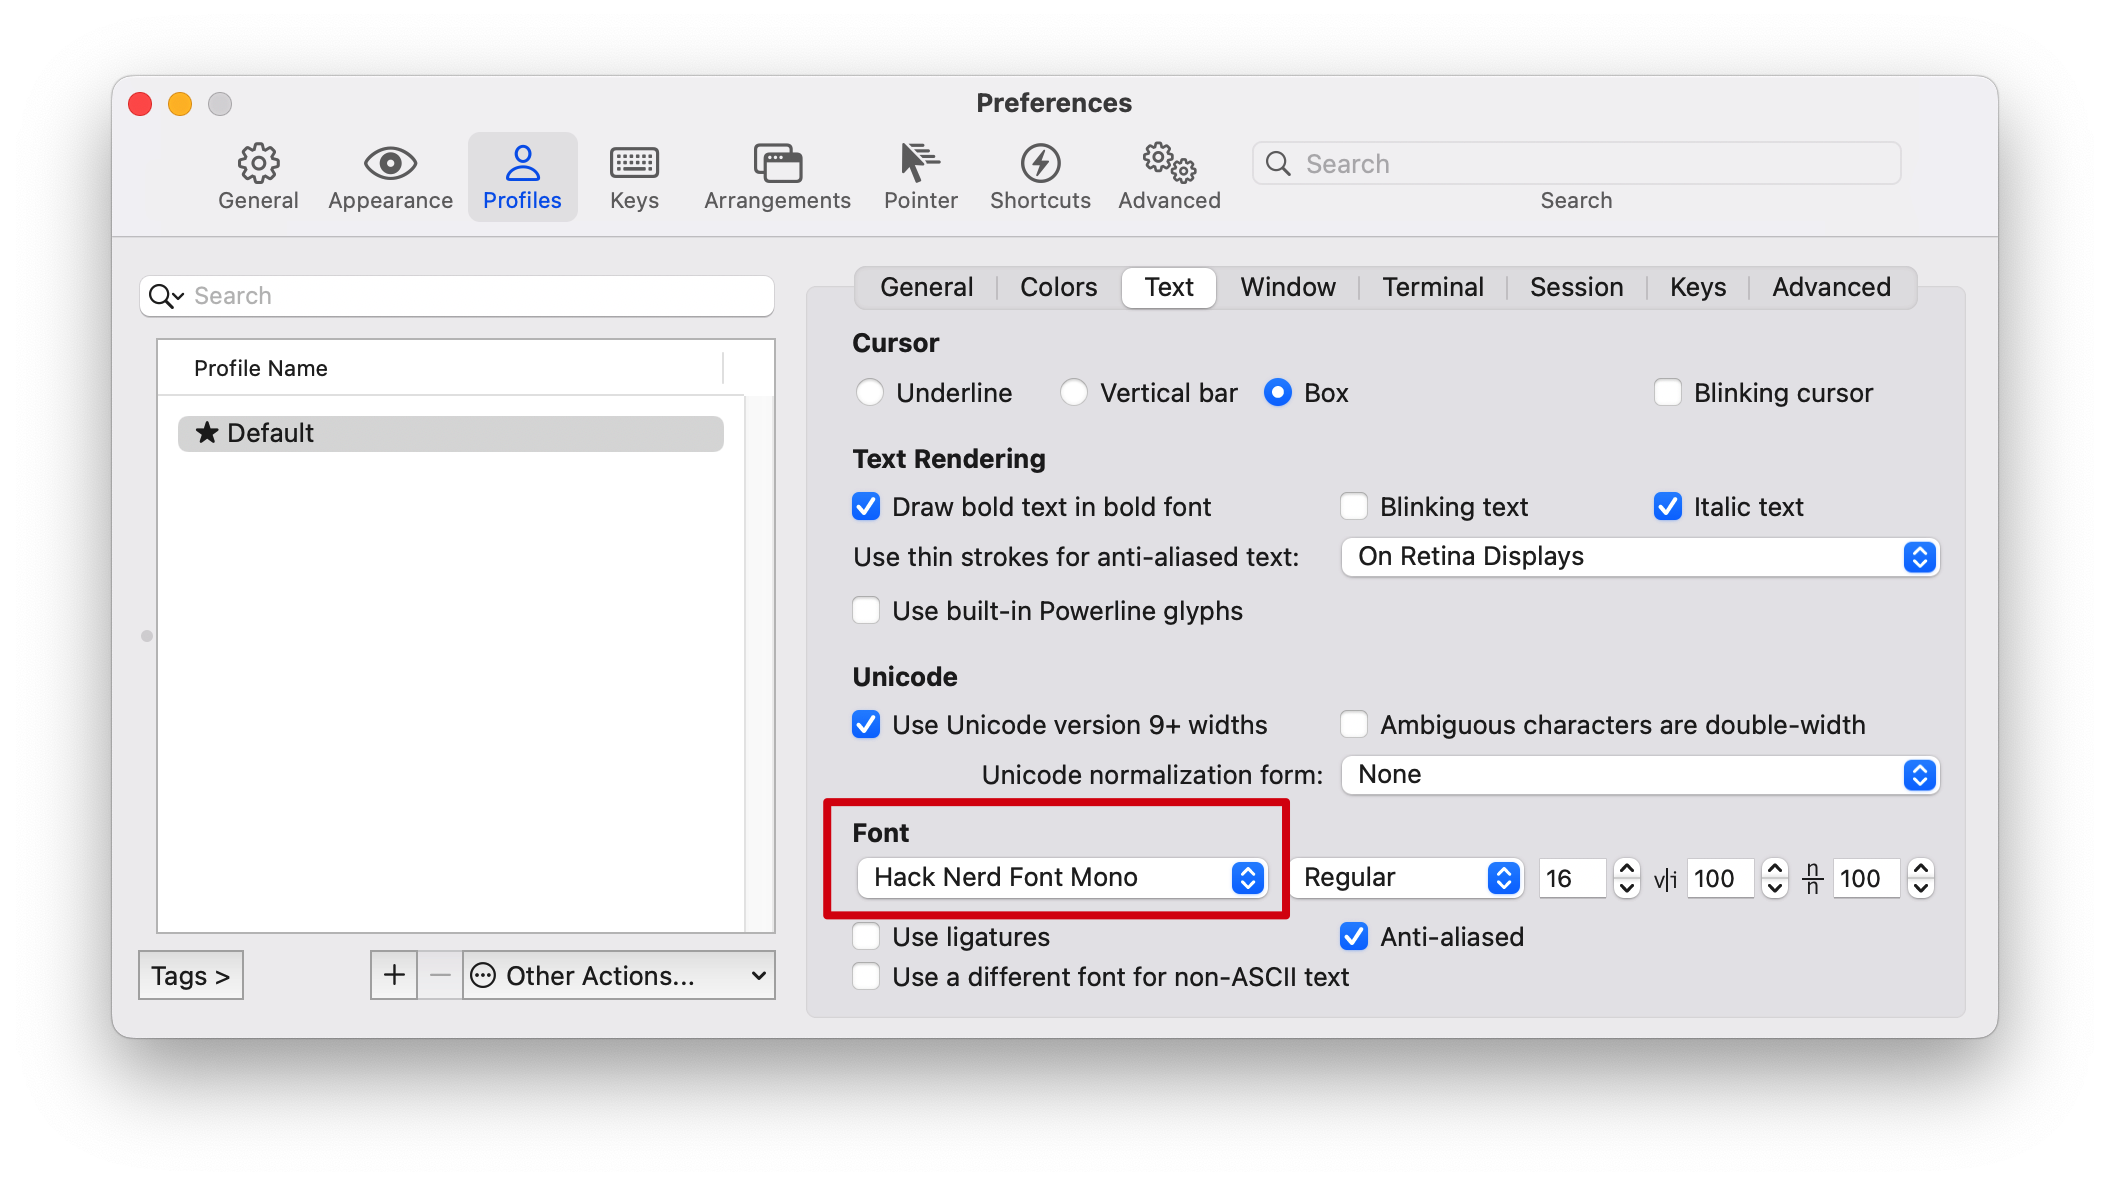 Preferences
General Appearance Profiles Keys Arrangements Pointer Shortcuts Advanced Search
Search
Search
Profile Name
★ Default
Tags >
+ − Other Actions...
General Colors Text Window Terminal Session Keys Advanced
Cursor
Underline Vertical bar Box Blinking cursor
Text Rendering
Draw bold text in bold font Blinking text Italic text
Use thin strokes for anti-aliased text: On Retina Displays
Use built-in Powerline glyphs
Unicode
Use Unicode version 9+ widths Ambiguous characters are double-width
Unicode normalization form: None
Font
Hack Nerd Font Mono Regular 16 v|i 100 n/n 100
Use ligatures Anti-aliased
Use a different font for non-ASCII text